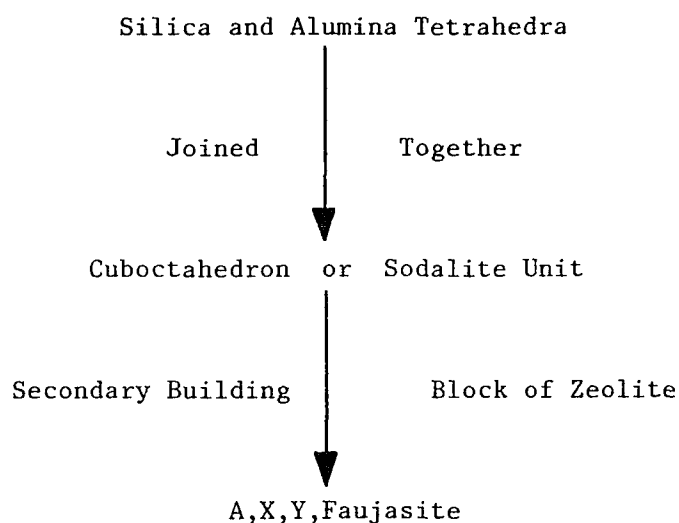 Silica and Alumina Tetrahedra
Joined Together
Cuboctahedron or Sodalite Unit
Secondary Building Block of Zeolite
A,X,Y,Faujasite